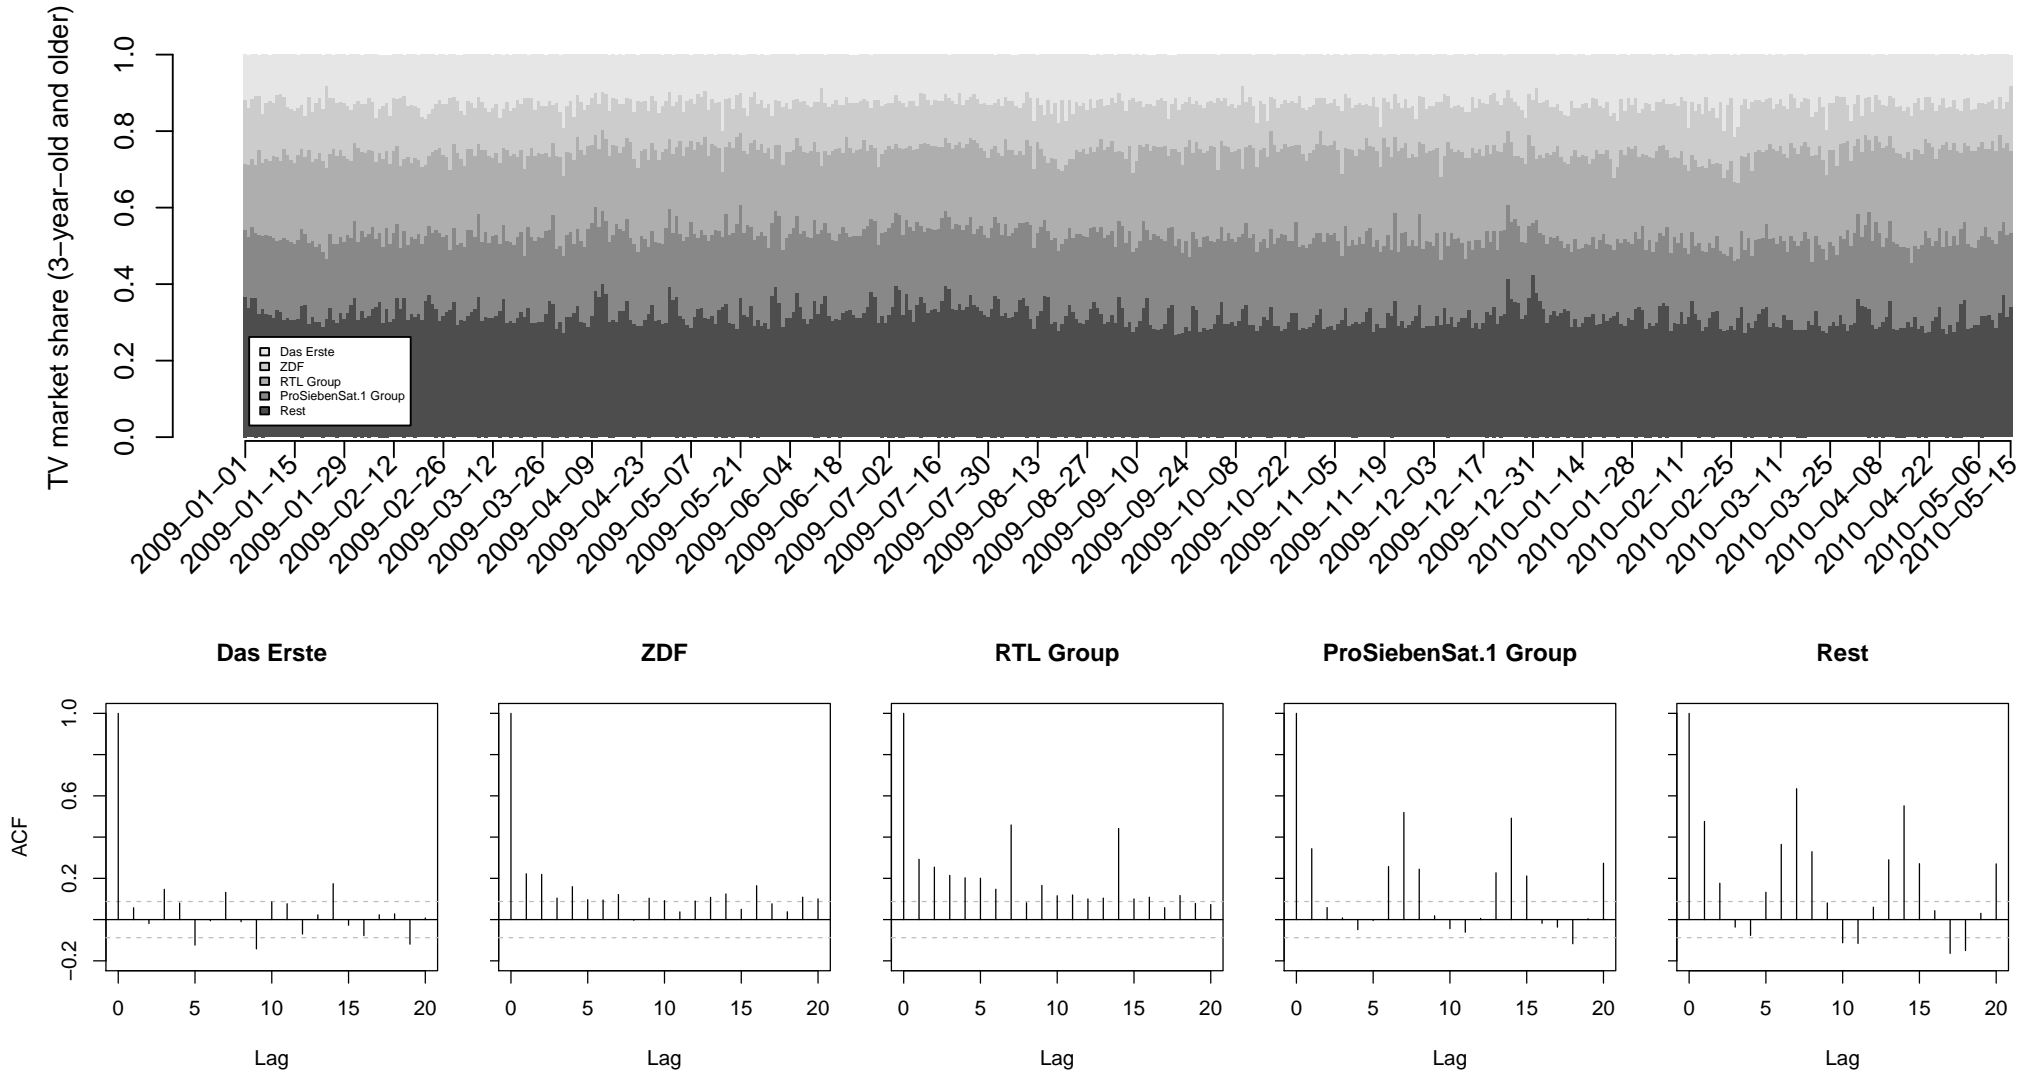 TV market share (3−year−old and older)
1.0
0.8
0.6
0.4
0.2
0.0
Das Erste
ZDF
RTL Group
ProSiebenSat.1 Group
Rest
2009−01−01
2009−01−15
2009−01−29
2009−02−12
2009−02−26
2009−03−12
2009−03−26
2009−04−09
2009−04−23
2009−05−07
2009−05−21
2009−06−04
2009−06−18
2009−07−02
2009−07−16
2009−07−30
2009−08−13
2009−08−27
2009−09−10
2009−09−24
2009−10−08
2009−10−22
2009−11−05
2009−11−19
2009−12−03
2009−12−17
2009−12−31
2010−01−14
2010−01−28
2010−02−11
2010−02−25
2010−03−11
2010−03−25
2010−04−08
2010−04−22
2010−05−06
2010−05−15
Das Erste
ZDF
RTL Group
ProSiebenSat.1 Group
Rest
ACF
1.0
0.6
0.2
−0.2
0 5 10 15 20
0 5 10 15 20
0 5 10 15 20
0 5 10 15 20
0 5 10 15 20
Lag
Lag
Lag
Lag
Lag